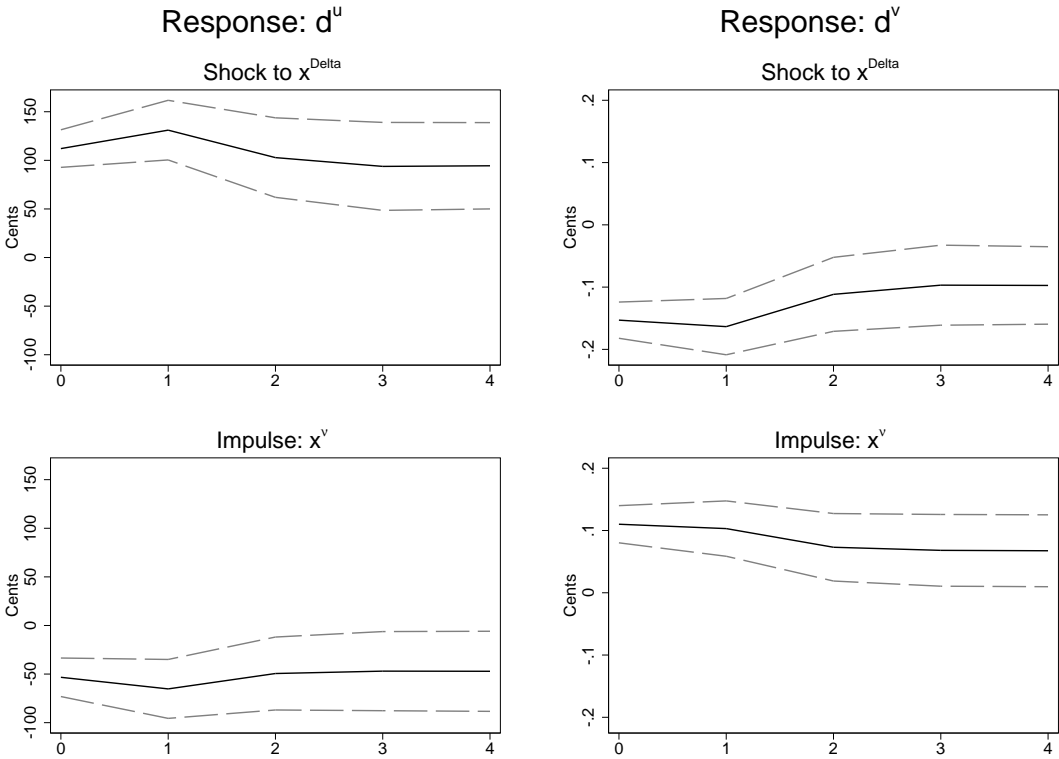 Response: d^u
Response: d^v
Shock to x^Delta
Cents
150
100
50
0
-50
-100
0 1 2 3 4
Shock to x^Delta
Cents
.2
.1
0
-.1
-.2
0 1 2 3 4
Impulse: x^v
Cents
150
100
50
0
-50
-100
0 1 2 3 4
Impulse: x^v
Cents
.2
.1
0
-.1
-.2
0 1 2 3 4